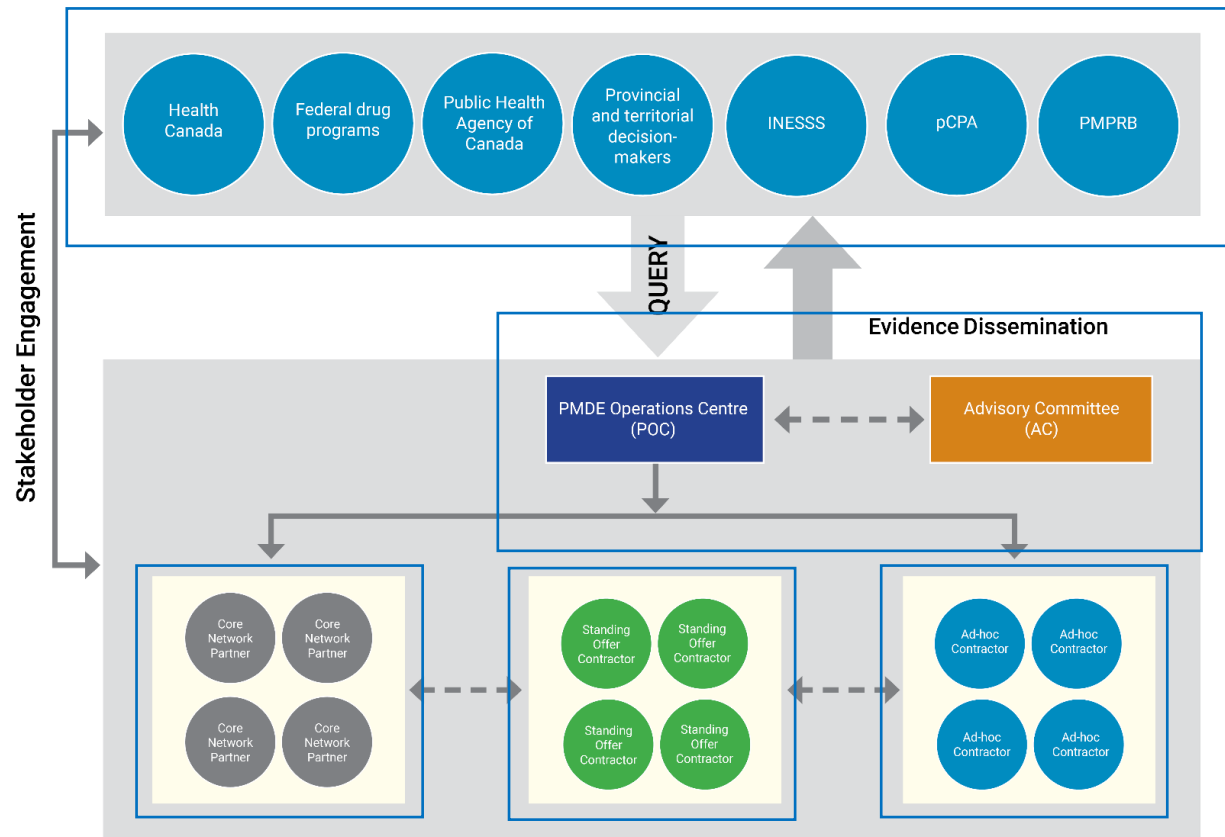 Health
Canada
Federal drug
programs
Public Health
Agency of
Canada
Provincial
and territorial
decision-
makers
INESSS
pCPA
PMPRB
Stakeholder Engagement
QUERY
Evidence Dissemination
PMDE Operations Centre
(POC)
Advisory Committee
(AC)
Core
Network
Partner
Core
Network
Partner
Core
Network
Partner
Core
Network
Partner
Standing
Offer
Contractor
Standing
Offer
Contractor
Standing
Offer
Contractor
Standing
Offer
Contractor
Ad-hoc
Contractor
Ad-hoc
Contractor
Ad-hoc
Contractor
Ad-hoc
Contractor